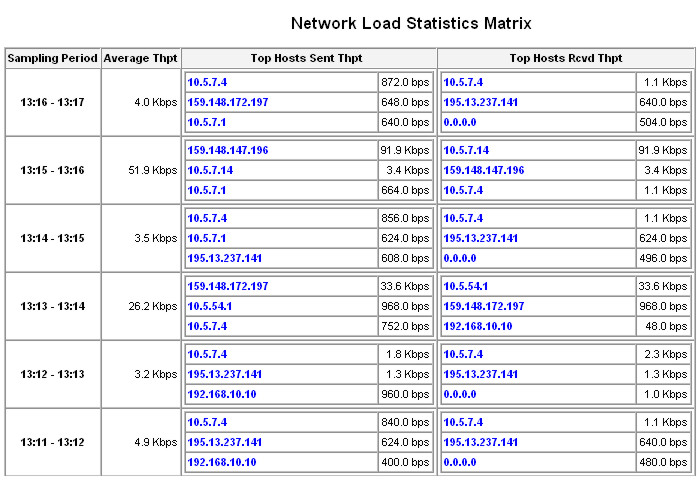 Network Load Statistics Matrix
Sampling Period Average Thpt Top Hosts Sent Thpt Top Hosts Rcvd Thpt
10.5.7.4 872.0 bps 10.5.7.4 1.1 Kbps
13:16 - 13:17 4.0 Kbps 159.148.172.197 648.0 bps 195.13.237.141 640.0 bps
10.5.7.1 640.0 bps 0.0.0.0 504.0 bps
159.148.147.196 91.9 Kbps 10.5.7.14 91.9 Kbps
13:15 - 13:16 51.9 Kbps 10.5.7.14 3.4 Kbps 159.148.147.196 3.4 Kbps
10.5.7.1 664.0 bps 10.5.7.4 1.1 Kbps
10.5.7.4 856.0 bps 10.5.7.4 1.1 Kbps
13:14 - 13:15 3.5 Kbps 10.5.7.1 624.0 bps 195.13.237.141 624.0 bps
195.13.237.141 608.0 bps 0.0.0.0 496.0 bps
159.148.172.197 33.6 Kbps 10.5.54.1 33.6 Kbps
13:13 - 13:14 26.2 Kbps 10.5.54.1 968.0 bps 159.148.172.197 968.0 bps
10.5.7.4 752.0 bps 192.168.10.10 48.0 bps
10.5.7.4 1.8 Kbps 10.5.7.4 2.3 Kbps
13:12 - 13:13 3.2 Kbps 195.13.237.141 1.3 Kbps 195.13.237.141 1.3 Kbps
192.168.10.10 960.0 bps 0.0.0.0 1.0 Kbps
10.5.7.4 840.0 bps 10.5.7.4 1.1 Kbps
13:11 - 13:12 4.9 Kbps 195.13.237.141 624.0 bps 195.13.237.141 640.0 bps
192.168.10.10 400.0 bps 0.0.0.0 480.0 bps